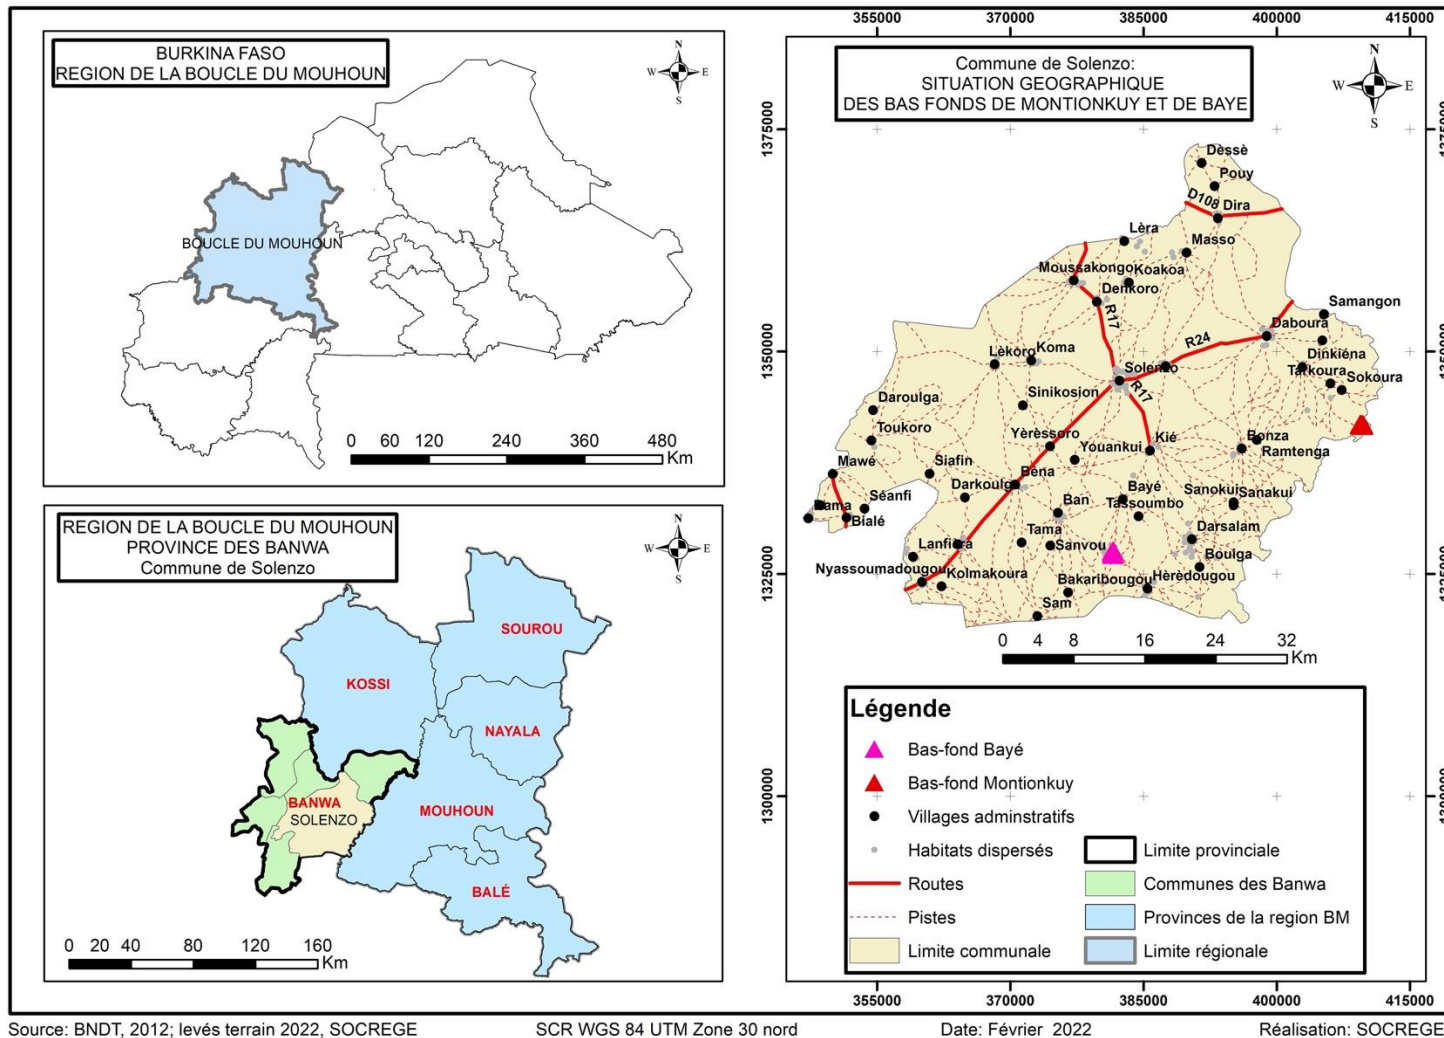 BURKINA FASO
REGION DE LA BOUCLE DU MOUHOUN
N
W E
S
BOUCLE DU MOUHOUN
0 60 120 240 360 480
Km
REGION DE LA BOUCLE DU MOUHOUN
PROVINCE DES BANWA
Commune de Solenzo
N
W E
S
SOUROU
KOSSI
NAYALA
BANWA
SOLENZO
MOUHOUN
BALÉ
0 20 40 80 120 160
Km
355000 370000 385000 400000 415000
Commune de Solenzo:
SITUATION GEOGRAPHIQUE
DES BAS FONDS DE MONTIONKUY ET DE BAYE
N
W E
S
1375000 1375000
1350000 1350000
1325000 1325000
1300000 1300000
Dèssè
Pouy
D108
Dira
Lèra
Masso
Moussakongo
Koakoa
Denkoro
R17
Samangon
Daboura
R24
Dinkiéna
Lèkoro
Koma
Solenzo
Tarkoura
Sokoura
R17
Daroulga
Sinikosion
Toukoro
Yèrèssoro
Youankui
Kié
Bonza
Ramtenga
Mawé
Siafin
Béna
Darkoulga
Séanfi
Ban
Bayé
Tassoumbo
Sanokui
Sanakui
Bama
Bialé
Tama
Sanvou
Darsalam
Lanfièra
Boulga
Nyassoumadougou
Kolmakoura
Bakaribougou
Hèrèdougou
Sam
0 4 8 16 24 32
Km
Légende
Bas-fond Bayé
Bas-fond Montionkuy
Villages adminstratifs
Habitats dispersés
Limite provinciale
Routes
Communes des Banwa
Pistes
Provinces de la region BM
Limite communale
Limite régionale
355000 370000 385000 400000 415000
Source: BNDT, 2012; levés terrain 2022, SOCREGE
SCR WGS 84 UTM Zone 30 nord
Date: Février 2022
Réalisation: SOCREGE